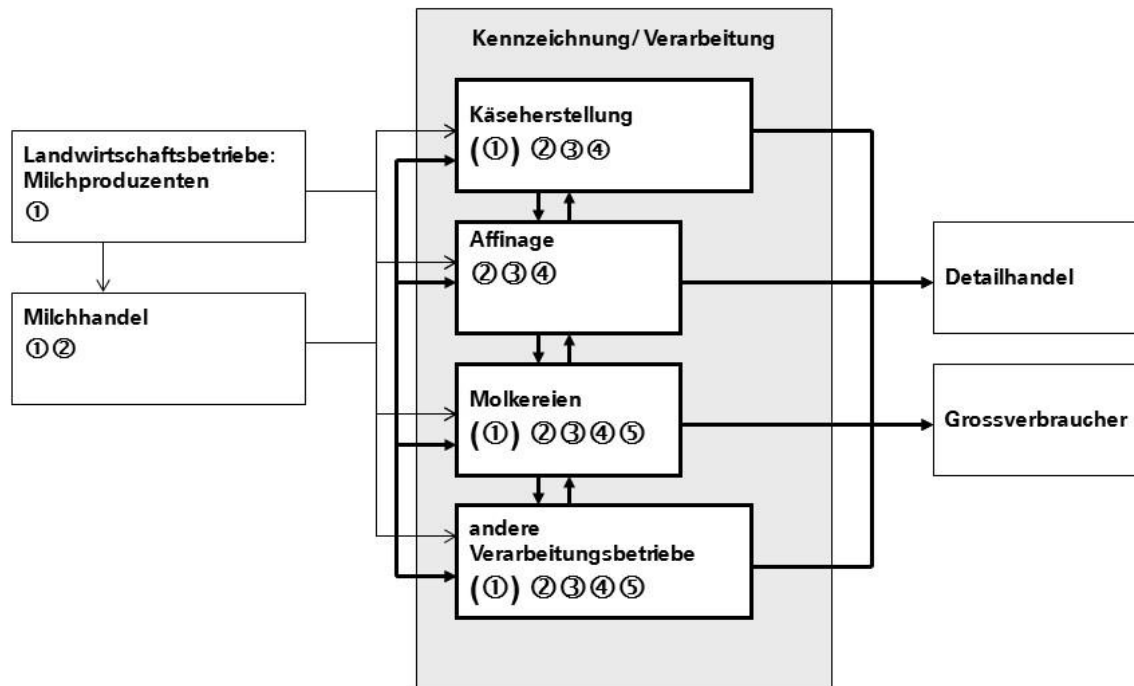 Kennzeichnung/ Verarbeitung
Käseherstellung
(①) ②③④
Landwirtschaftsbetriebe:
Milchproduzenten
①
Affinage
②③④
Detailhandel
Milchhandel
①②
Molkereien
(①) ②③④⑤
Grossverbraucher
andere
Verarbeitungsbetriebe
(①) ②③④⑤